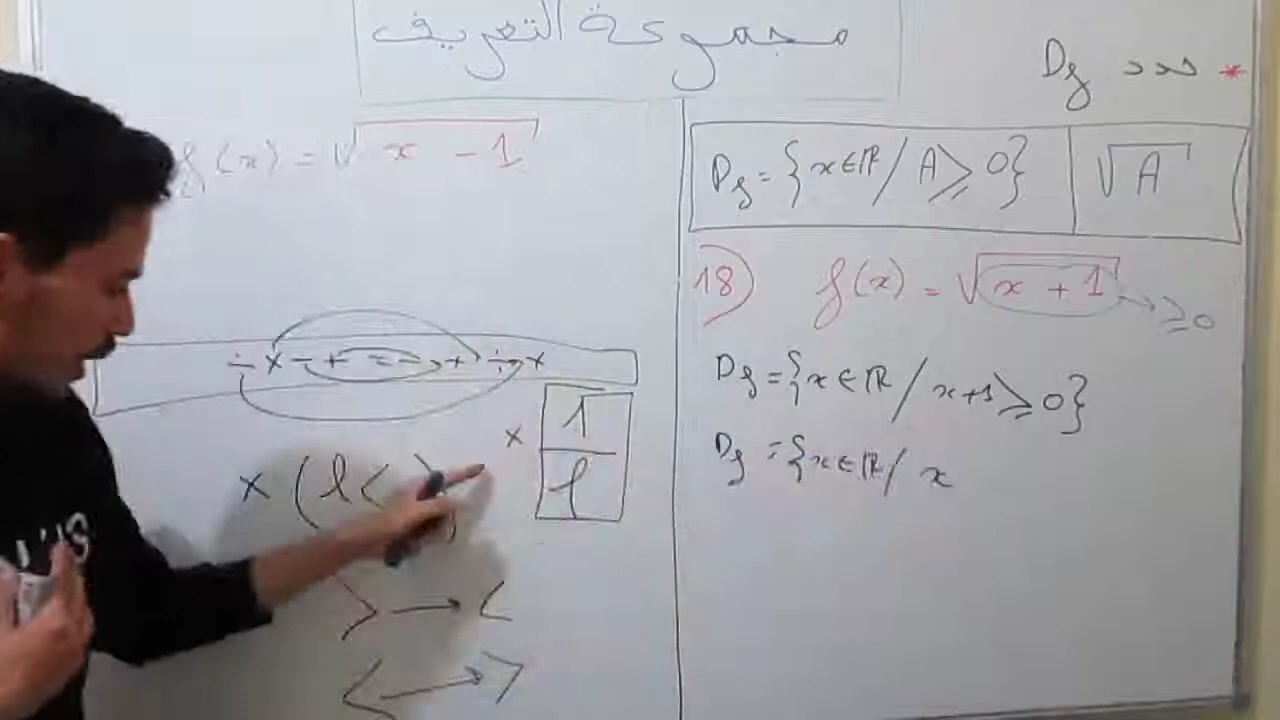 مجموعة التعريف
* حدد Df
√A
Df = {x ∈ ℝ / A ≥ 0}
18) f(x) = √x + 1 → ≥ 0
Df = {x ∈ ℝ / x+1 ≥ 0}
Df = {x ∈ ℝ / x
f(x) = √x - 1
÷ × - + = - + ÷ ×
× 1/ℓ
× (ℓ <
> → <
< → >